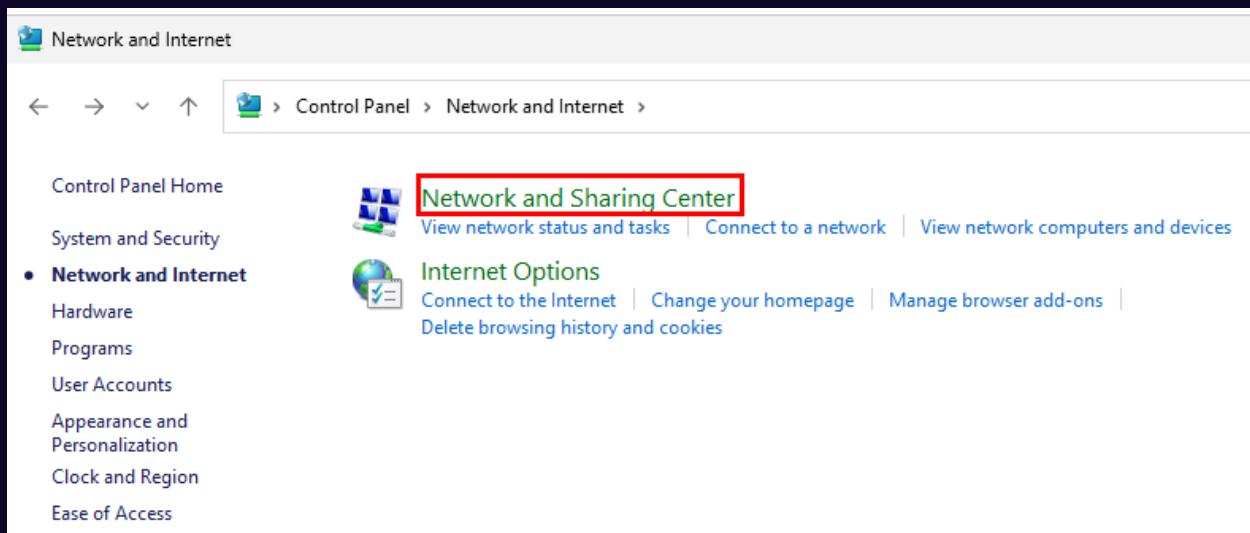 Network and Internet
Control Panel > Network and Internet >
Control Panel Home
System and Security
Network and Internet
Hardware
Programs
User Accounts
Appearance and
Personalization
Clock and Region
Ease of Access
Network and Sharing Center
View network status and tasks | Connect to a network | View network computers and devices
Internet Options
Connect to the Internet | Change your homepage | Manage browser add-ons |
Delete browsing history and cookies